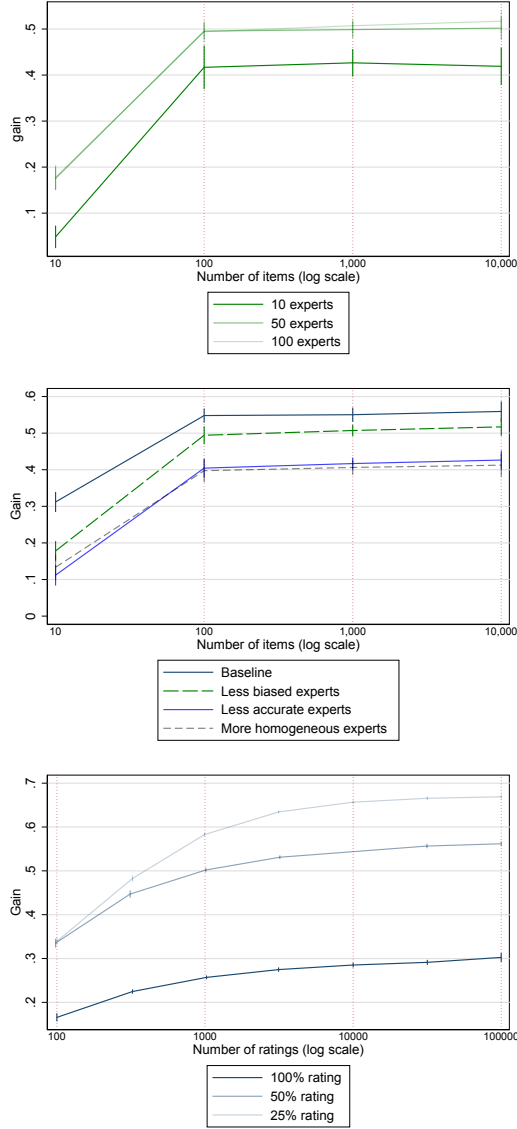 .5
.4
.3
.2
.1
gain
10
100
1,000
10,000
Number of items (log scale)
10 experts
50 experts
100 experts
.6
.5
.4
.3
.2
.1
0
Gain
10
100
1,000
10,000
Number of items (log scale)
Baseline
Less biased experts
Less accurate experts
More homogeneous experts
.7
.6
.5
.4
.3
.2
Gain
100
1000
10000
100000
Number of ratings (log scale)
100% rating
50% rating
25% rating